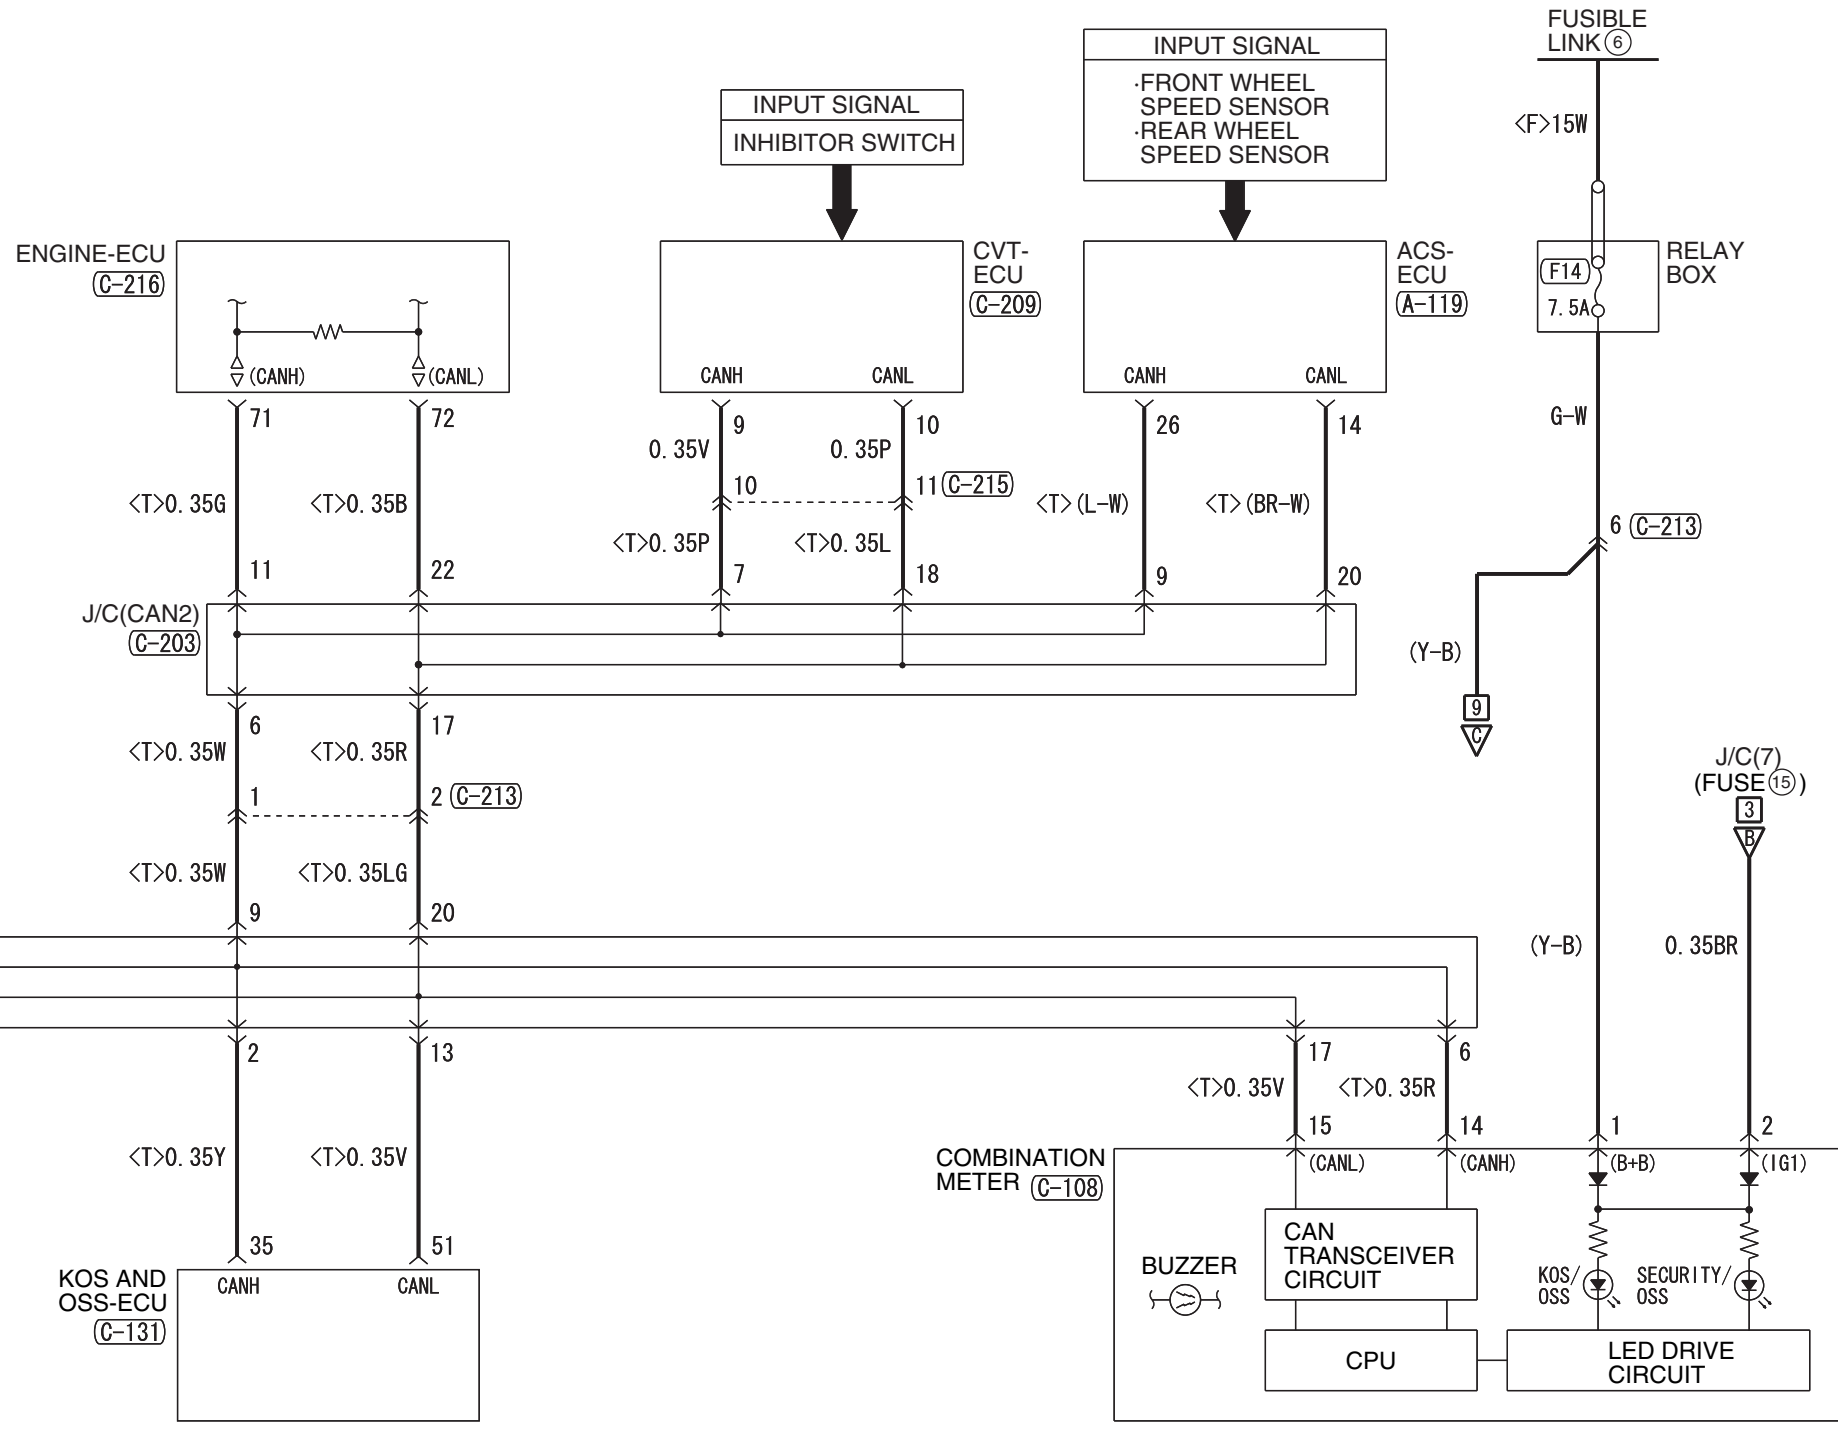 FUSIBLE
LINK 6
INPUT SIGNAL
·FRONT WHEEL
SPEED SENSOR
·REAR WHEEL
SPEED SENSOR
INPUT SIGNAL
INHIBITOR SWITCH
<F>15W
ENGINE-ECU
C-216
(CANH)
(CANL)
CVT-
ECU
C-209
CANH
CANL
ACS-
ECU
A-119
CANH
CANL
RELAY
BOX
F14
7.5A
71
72
9
10
26
14
G-W
0.35V
0.35P
10
11
C-215
<T>0.35G
<T>0.35B
<T>(L-W)
<T>(BR-W)
6
C-213
<T>0.35P
<T>0.35L
11
22
7
18
9
20
J/C(CAN2)
C-203
(Y-B)
9
C
6
17
<T>0.35W
<T>0.35R
1
2
C-213
J/C(7)
(FUSE 15)
3
B
<T>0.35W
<T>0.35LG
9
20
(Y-B)
0.35BR
2
13
17
6
<T>0.35V
<T>0.35R
15
14
1
2
<T>0.35Y
<T>0.35V
COMBINATION
METER
C-108
(CANL)
(CANH)
(B+B)
(IG1)
35
51
KOS AND
OSS-ECU
C-131
CANH
CANL
BUZZER
CAN
TRANSCEIVER
CIRCUIT
KOS/
OSS
SECURITY/
OSS
CPU
LED DRIVE
CIRCUIT